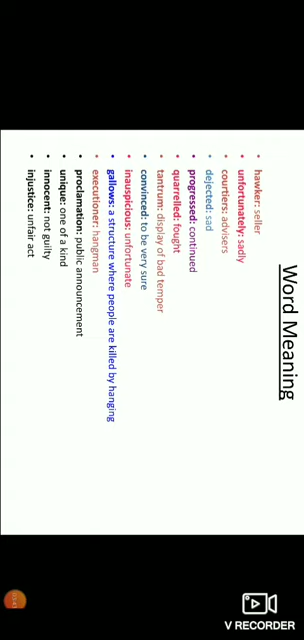 Word Meaning
• hawker: seller
• unfortunately: sadly
• courtiers: advisers
• dejected: sad
• progressed: continued
• quarrelled: fought
• tantrum: display of bad temper
• convinced: to be very sure
• inauspicious: unfortunate
• gallows: a structure where people are killed by hanging
• executioner: hangman
• proclamation: public announcement
• unique: one of a kind
• innocent: not guilty
• injustice: unfair act
V RECORDER